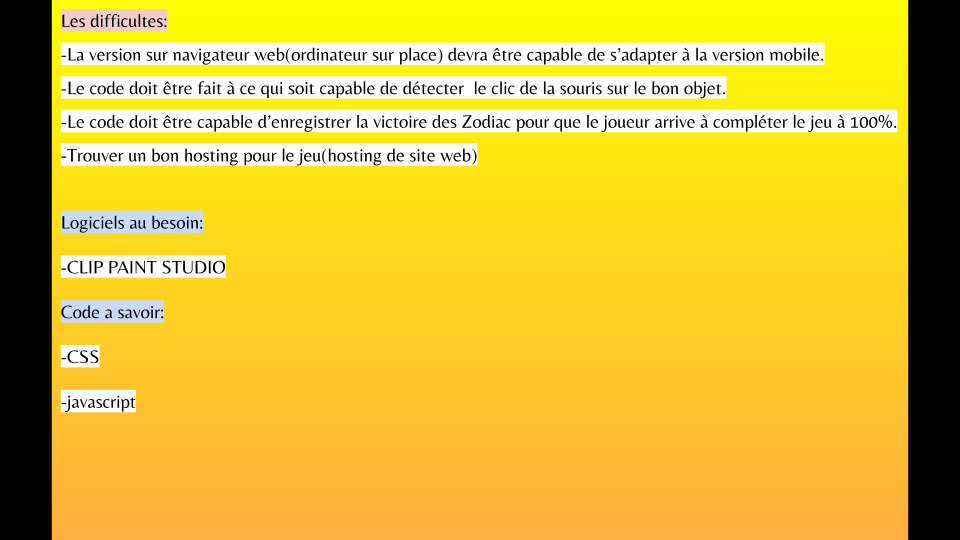 Les difficultes:
-La version sur navigateur web(ordinateur sur place) devra être capable de s’adapter à la version mobile.
-Le code doit être fait à ce qui soit capable de détecter  le clic de la souris sur le bon objet.
-Le code doit être capable d’enregistrer la victoire des Zodiac pour que le joueur arrive à compléter le jeu à 100%.
-Trouver un bon hosting pour le jeu(hosting de site web)
Logiciels au besoin:
-CLIP PAINT STUDIO
Code a savoir:
-CSS
-javascript